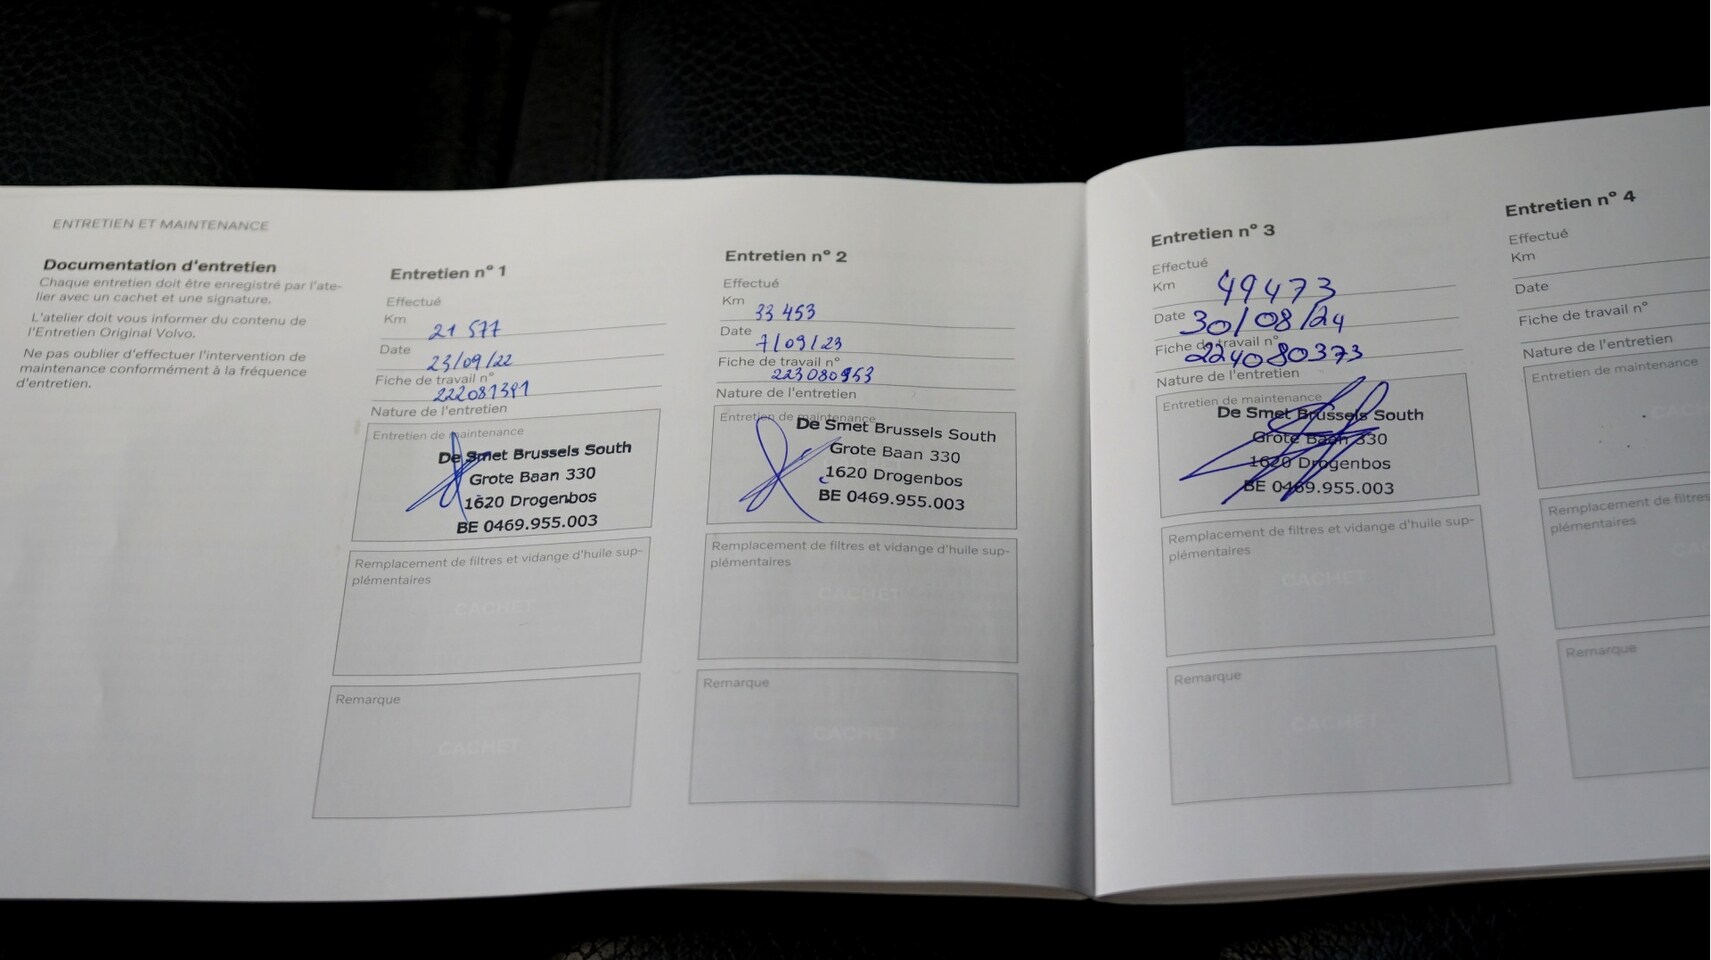 ENTRETIEN ET MAINTENANCE
Documentation d'entretien
Chaque entretien doit être enregistré par l'ate-
lier avec un cachet et une signature.
L'atelier doit vous informer du contenu de
l'Entretien Original Volvo.
Ne pas oublier d'effectuer l'intervention de
maintenance conformément à la fréquence
d'entretien.
Entretien n° 1
Effectué
Km 21 577
Date 23/09/22
Fiche de travail n° 222081391
Nature de l'entretien
Entretien de maintenance
De Smet Brussels South
Grote Baan 330
1620 Drogenbos
BE 0469.955.003
Remplacement de filtres et vidange d'huile sup-
plémentaires
CACHET
Remarque
CACHET
Entretien n° 2
Effectué
Km 33 453
Date 7/09/23
Fiche de travail n° 223080953
Nature de l'entretien
Entretien de maintenance
De Smet Brussels South
Grote Baan 330
1620 Drogenbos
BE 0469.955.003
Remplacement de filtres et vidange d'huile sup-
plémentaires
CACHET
Remarque
CACHET
Entretien n° 3
Effectué
Km 49473
Date 30/08/24
Fiche de travail n° 224080373
Nature de l'entretien
Entretien de maintenance
De Smet Brussels South
Grote Baan 330
1620 Drogenbos
BE 0469.955.003
Remplacement de filtres et vidange d'huile sup-
plémentaires
CACHET
Remarque
CACHET
Entretien n° 4
Effectué
Km
Date
Fiche de travail n°
Nature de l'entretien
Entretien de maintenance
Remplacement de filtres
plémentaires
Remarque